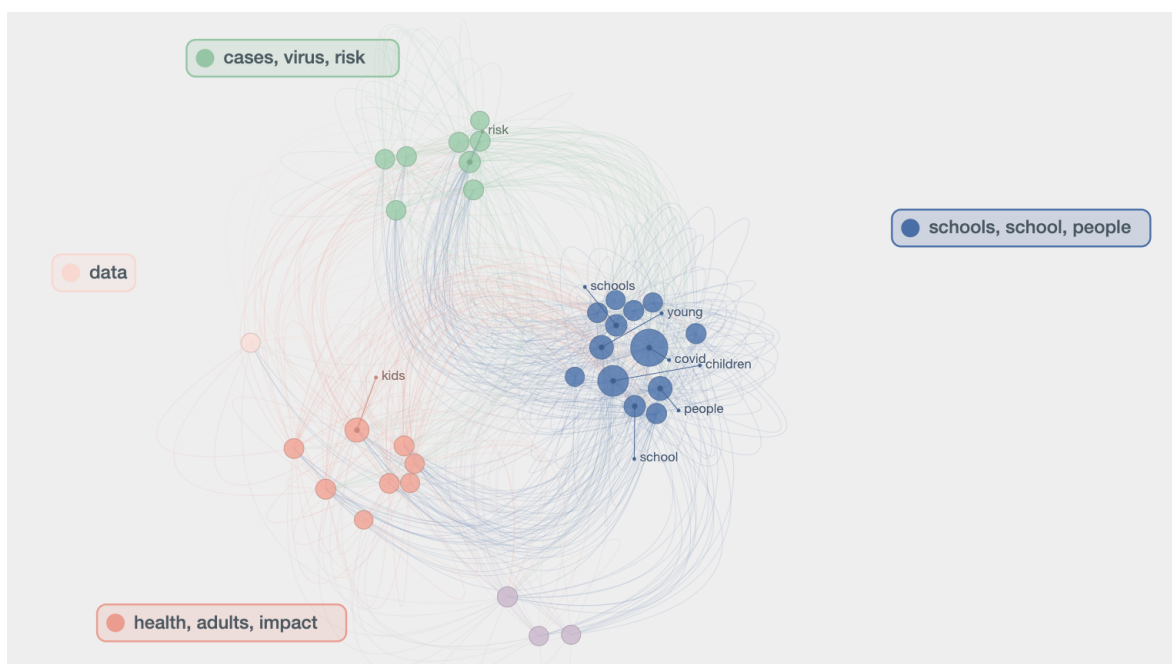 cases, virus, risk
risk
schools, school, people
data
schools
young
covid
children
kids
people
school
health, adults, impact